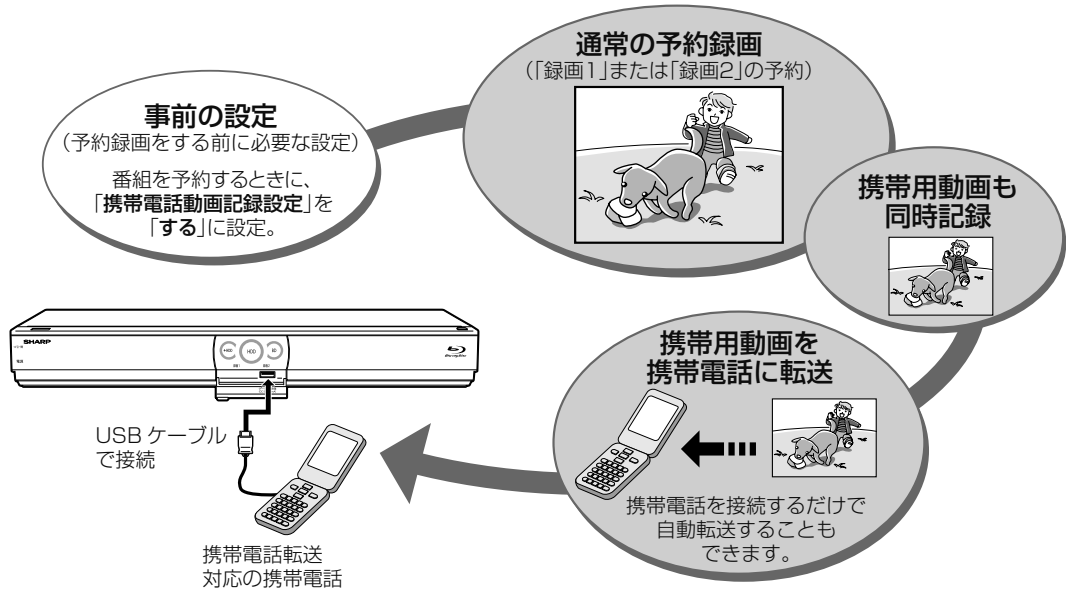 事前の設定
(予約録画をする前に必要な設定)
番組を予約するときに、
「携帯電話動画記録設定」を
「する」に設定。
通常の予約録画
(「録画1」または「録画2」の予約)
携帯用動画も
同時記録
携帯用動画を
携帯電話に転送
携帯電話を接続するだけで
自動転送することも
できます。
SHARP
HDD
BD
Blu-ray Disc
USB ケーブル
で接続
携帯電話転送
対応の携帯電話